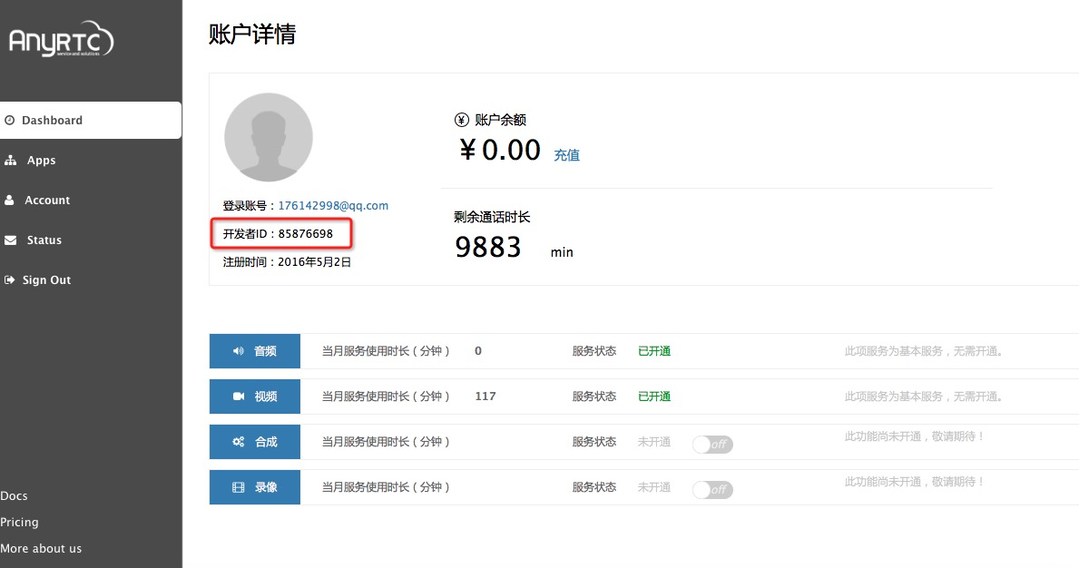 AnyRTC
service and solutions
账户详情
Dashboard
Apps
Account
Status
Sign Out
Docs
Pricing
More about us
登录账号：176142998@qq.com
开发者ID：85876698
注册时间：2016年5月2日
账户余额
￥0.00 充值
剩余通话时长
9883 min
音频 当月服务使用时长（分钟） 0 服务状态 已开通 此项服务为基本服务，无需开通。
视频 当月服务使用时长（分钟） 117 服务状态 已开通 此项服务为基本服务，无需开通。
合成 当月服务使用时长（分钟） 服务状态 未开通 off 此功能尚未开通，敬请期待！
录像 当月服务使用时长（分钟） 服务状态 未开通 off 此功能尚未开通，敬请期待！